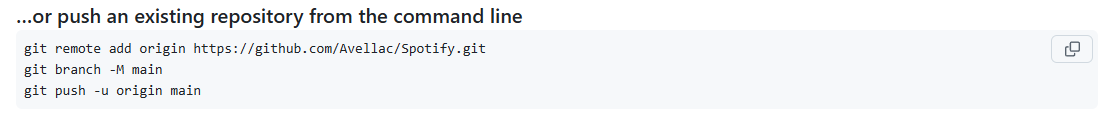 ...or push an existing repository from the command line
git remote add origin https://github.com/Avellac/Spotify.git
git branch -M main
git push -u origin main